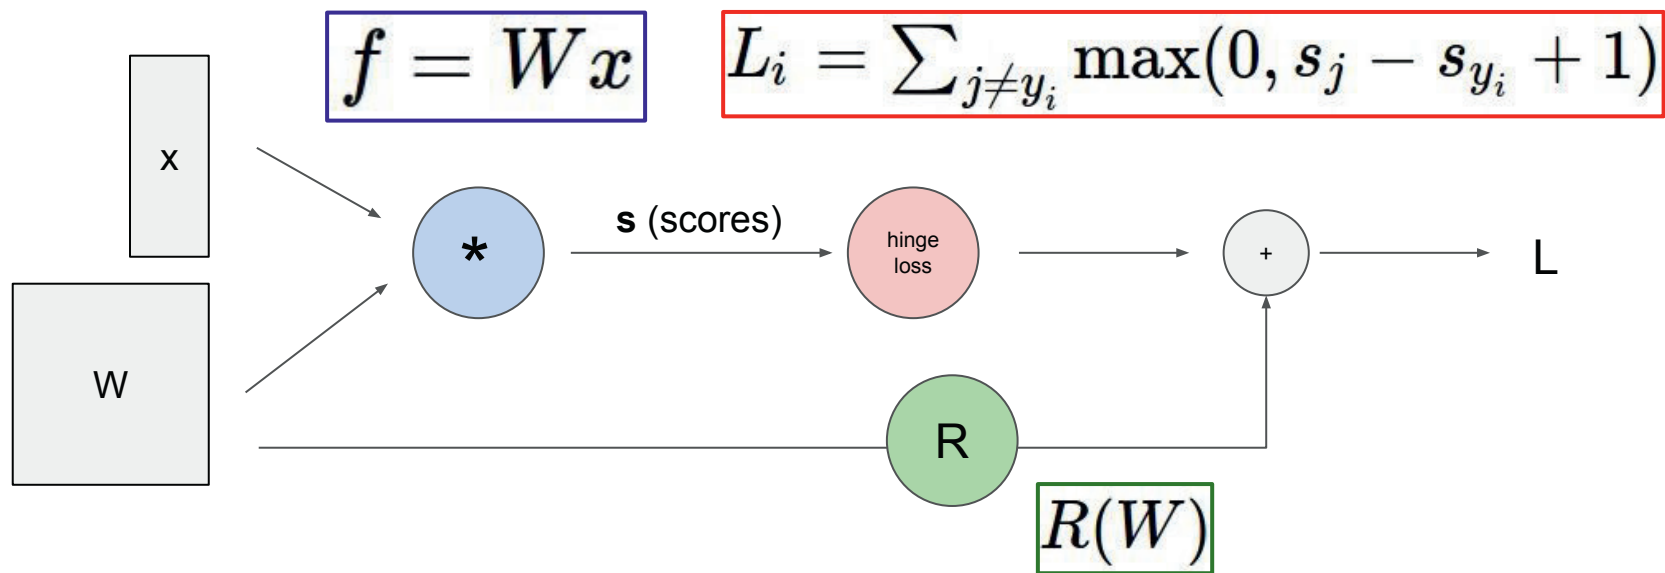 f = Wx
L_i = ∑_{j≠y_i} max(0, s_j − s_{y_i} + 1)
x
W
*
s (scores)
hinge
loss
+
L
R
R(W)